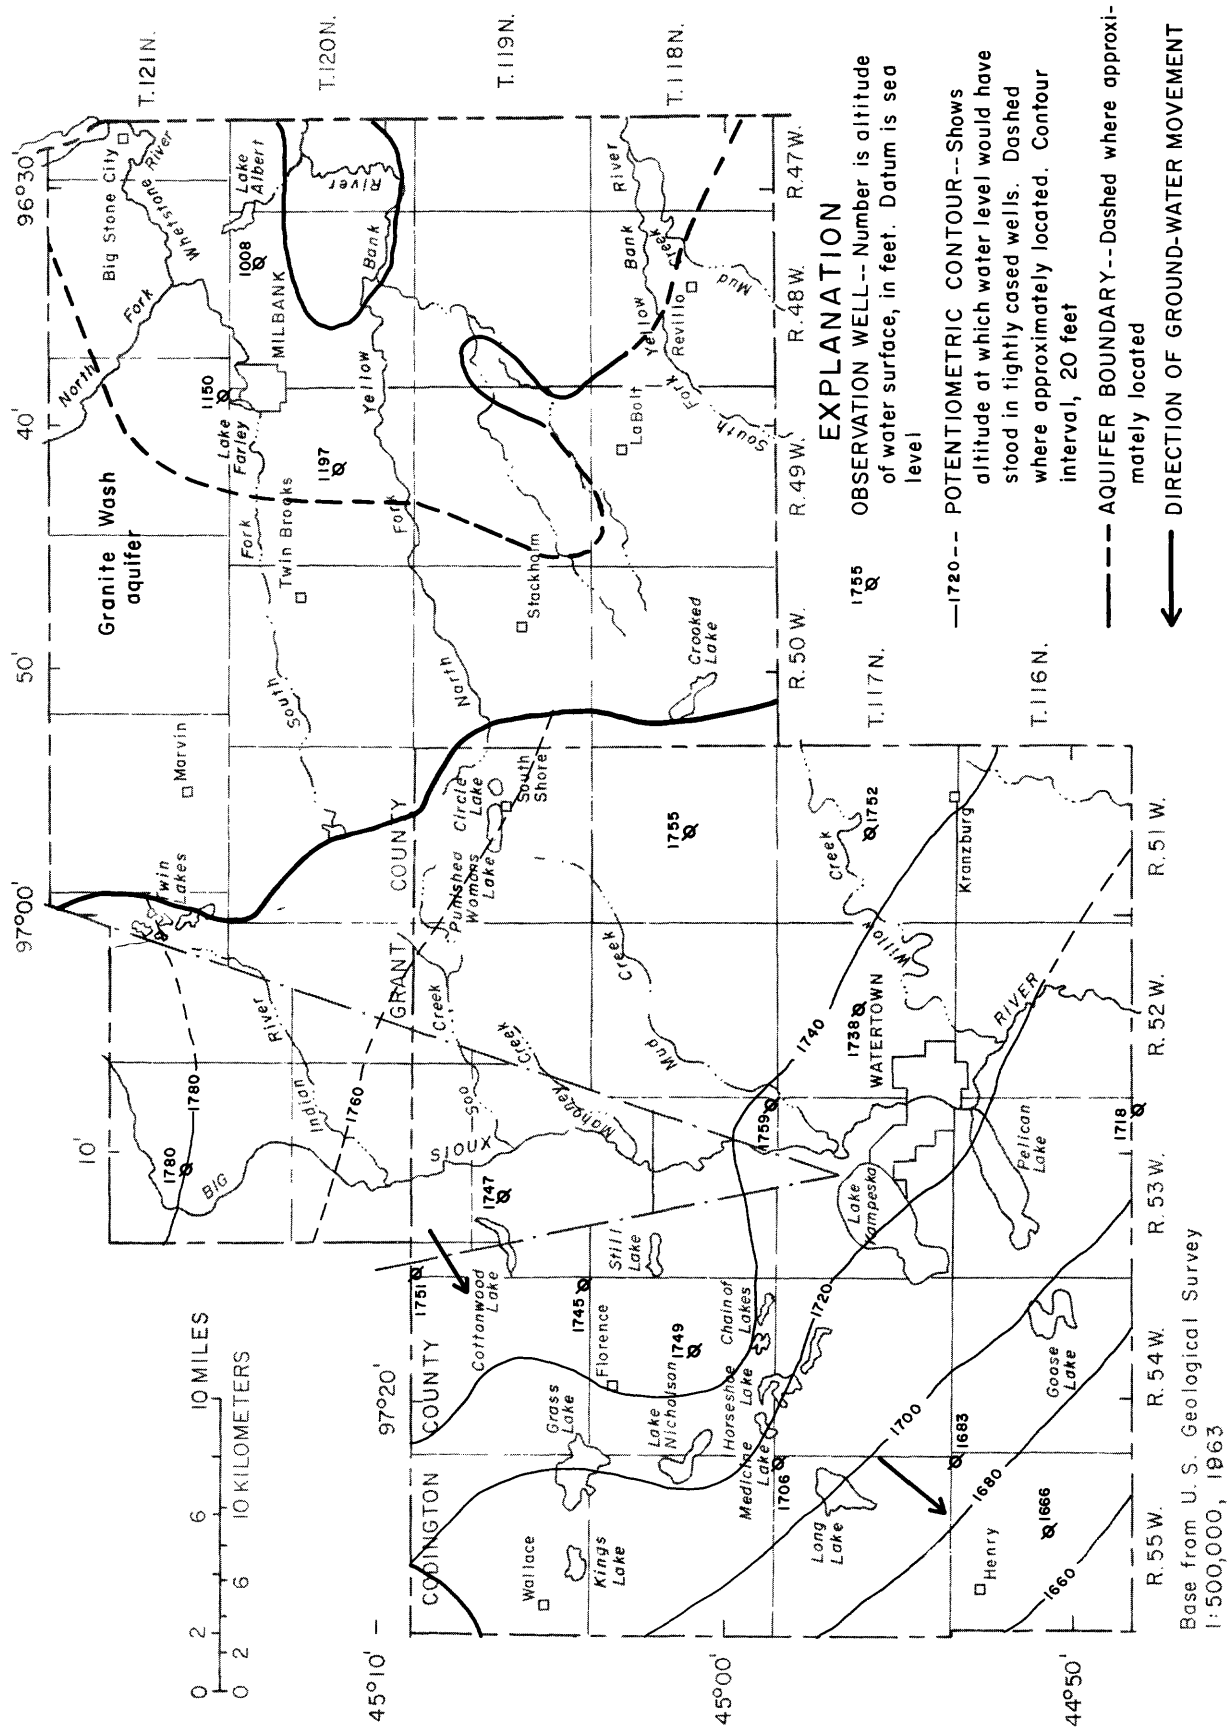 96°30'
40'
50'
97°00'
10'
97°20'
45°10'
45°00'
44°50'
T.121N.
T.120N.
T.119N.
T.118N.
T.117N.
T.116N.
R.47W.
R.48W.
R.49W.
R.50W.
R.51W.
R.52W.
R.53W.
R.54W.
R.55W.
Big Stone City
Whetstone River
North Fork
Lake
Albert
1008
MILBANK
1150
Lake
Farley
1197
Granite Wash
aquifer
Twin Brooks
South Fork
River
North Fork Yellow Bank
Stockholm
LaBolt
Revillo
South Fork Yellow Bank River
Mud Creek
Crooked
Lake
Marvin
Twin
Lakes
GRANT COUNTY
Punished
Womans
Lake
Circle
Lake
South
Shore
Indian River
1780
1780
1760
BIG SIOUX RIVER
Creek
Mahoney Creek
Mud Creek
1755
1752
Willow Creek
Kranzburg
1740
1738
WATERTOWN
1759
1747
Still
Lake
Lake
Kampeska
Pelican
Lake
1718
1751
Cottonwood
Lake
1745
Florence
1749
Chain of
Lakes
1720
CODINGTON COUNTY
Grass
Lake
Lake
Nicholson
Horseshoe
Lake
Medicine
Lake
1706
1700
1683
1680
Goose
Lake
Wallace
Kings
Lake
Long
Lake
Henry
1666
1660
0 2 6 10 MILES
0 2 6 10 KILOMETERS
EXPLANATION
1755
OBSERVATION WELL--Number is altitude
of water surface, in feet. Datum is sea
level
—1720-- POTENTIOMETRIC CONTOUR--Shows
altitude at which water level would have
stood in tightly cased wells. Dashed
where approximately located. Contour
interval, 20 feet
AQUIFER BOUNDARY--Dashed where approxi-
mately located
DIRECTION OF GROUND-WATER MOVEMENT
Base from U.S. Geological Survey
1:500,000, 1963